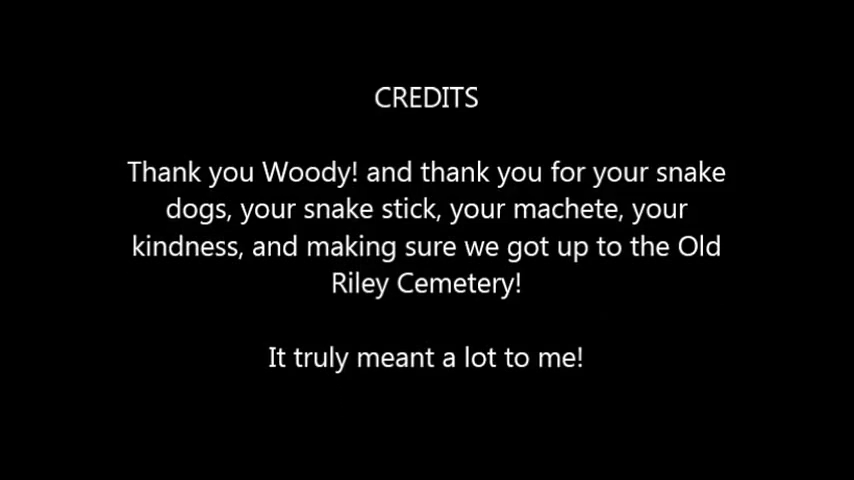 CREDITS
Thank you Woody! and thank you for your snake
dogs, your snake stick, your machete, your
kindness, and making sure we got up to the Old
Riley Cemetery!
It truly meant a lot to me!